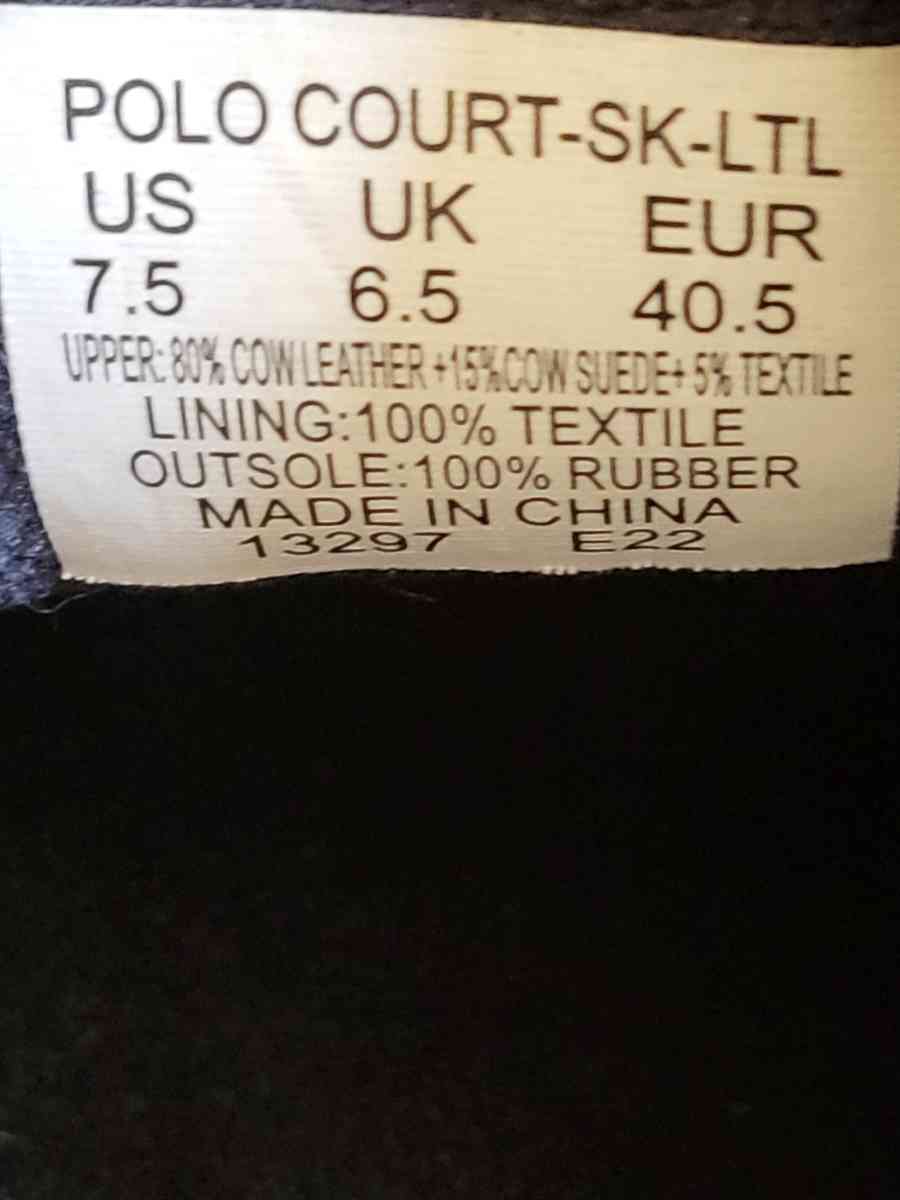 POLO COURT-SK-LTL
US UK EUR
7.5 6.5 40.5
UPPER: 80% COW LEATHER +15%COW SUEDE+ 5% TEXTILE
LINING:100% TEXTILE
OUTSOLE:100% RUBBER
MADE IN CHINA
13297 E22